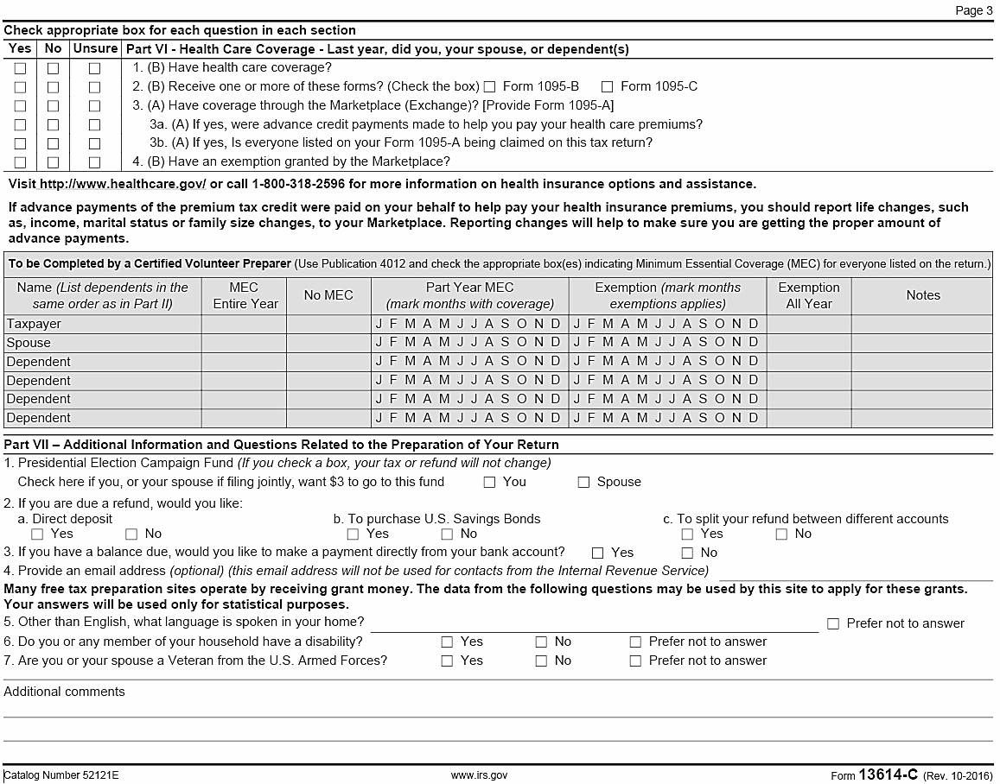 Page 3
Check appropriate box for each question in each section
Yes No Unsure Part VI - Health Care Coverage - Last year, did you, your spouse, or dependent(s)
1. (B) Have health care coverage?
2. (B) Receive one or more of these forms? (Check the box) Form 1095-B Form 1095-C
3. (A) Have coverage through the Marketplace (Exchange)? [Provide Form 1095-A]
3a. (A) If yes, were advance credit payments made to help you pay your health care premiums?
3b. (A) If yes, Is everyone listed on your Form 1095-A being claimed on this tax return?
4. (B) Have an exemption granted by the Marketplace?
Visit http://www.healthcare.gov/ or call 1-800-318-2596 for more information on health insurance options and assistance.
If advance payments of the premium tax credit were paid on your behalf to help pay your health insurance premiums, you should report life changes, such
as, income, marital status or family size changes, to your Marketplace. Reporting changes will help to make sure you are getting the proper amount of
advance payments.
To be Completed by a Certified Volunteer Preparer (Use Publication 4012 and check the appropriate box(es) indicating Minimum Essential Coverage (MEC) for everyone listed on the return.)
Name (List dependents in the same order as in Part II) MEC Entire Year No MEC Part Year MEC (mark months with coverage) Exemption (mark months exemptions applies) Exemption All Year Notes
Taxpayer J F M A M J J A S O N D J F M A M J J A S O N D
Spouse J F M A M J J A S O N D J F M A M J J A S O N D
Dependent J F M A M J J A S O N D J F M A M J J A S O N D
Dependent J F M A M J J A S O N D J F M A M J J A S O N D
Dependent J F M A M J J A S O N D J F M A M J J A S O N D
Dependent J F M A M J J A S O N D J F M A M J J A S O N D
Part VII – Additional Information and Questions Related to the Preparation of Your Return
1. Presidential Election Campaign Fund (If you check a box, your tax or refund will not change)
Check here if you, or your spouse if filing jointly, want $3 to go to this fund You Spouse
2. If you are due a refund, would you like:
a. Direct deposit b. To purchase U.S. Savings Bonds c. To split your refund between different accounts
Yes No Yes No Yes No
3. If you have a balance due, would you like to make a payment directly from your bank account? Yes No
4. Provide an email address (optional) (this email address will not be used for contacts from the Internal Revenue Service)
Many free tax preparation sites operate by receiving grant money. The data from the following questions may be used by this site to apply for these grants.
Your answers will be used only for statistical purposes.
5. Other than English, what language is spoken in your home? Prefer not to answer
6. Do you or any member of your household have a disability? Yes No Prefer not to answer
7. Are you or your spouse a Veteran from the U.S. Armed Forces? Yes No Prefer not to answer
Additional comments
Catalog Number 52121E www.irs.gov Form 13614-C (Rev. 10-2016)